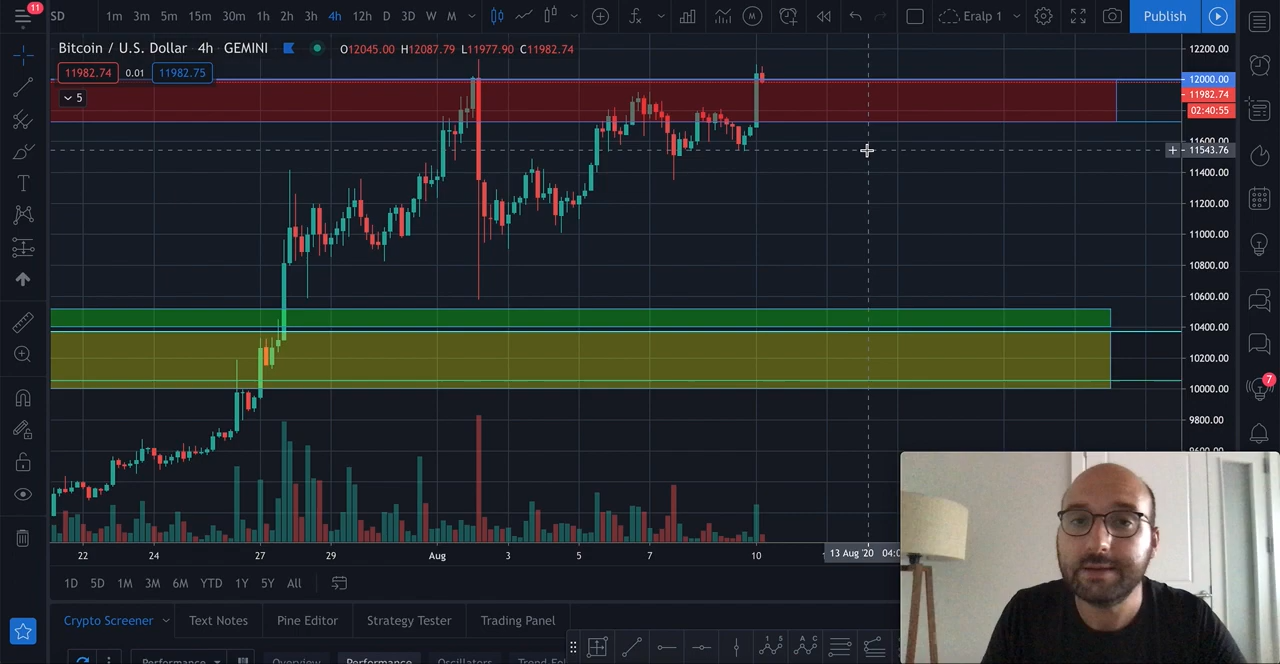 11
SD 1m 3m 5m 15m 30m 1h 2h 3h 4h 12h D 3D W M Eralp 1 Publish
Bitcoin / U.S. Dollar 4h GEMINI O12045.00 H12087.79 L11977.90 C11982.74
11982.74 0.01 11982.75
5
12200.00
12000.00
11982.74
02:40:55
11600.00
11543.76
11400.00
11200.00
11000.00
10800.00
10600.00
10400.00
10200.00
10000.00
9800.00
7
22 24 27 29 Aug 3 5 7 10 13 Aug '20 04:0
1D 5D 1M 3M 6M YTD 1Y 5Y All
Crypto Screener Text Notes Pine Editor Strategy Tester Trading Panel
Performance Overview Performance Oscillators